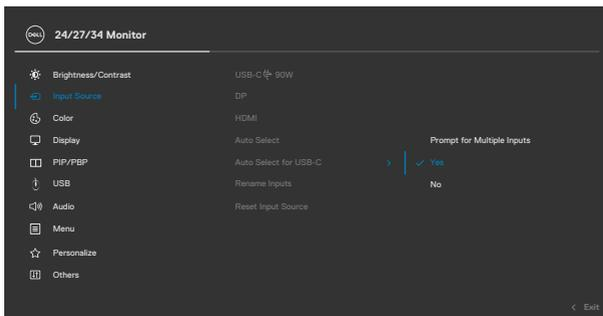 DELL 24/27/34 Monitor
Brightness/Contrast USB-C 90W
Input Source DP
Color HDMI
Display Auto Select Prompt for Multiple Inputs
PIP/PBP Auto Select for USB-C > ✓ Yes
USB Rename Inputs No
Audio Reset Input Source
Menu
Personalize
Others
< Exit